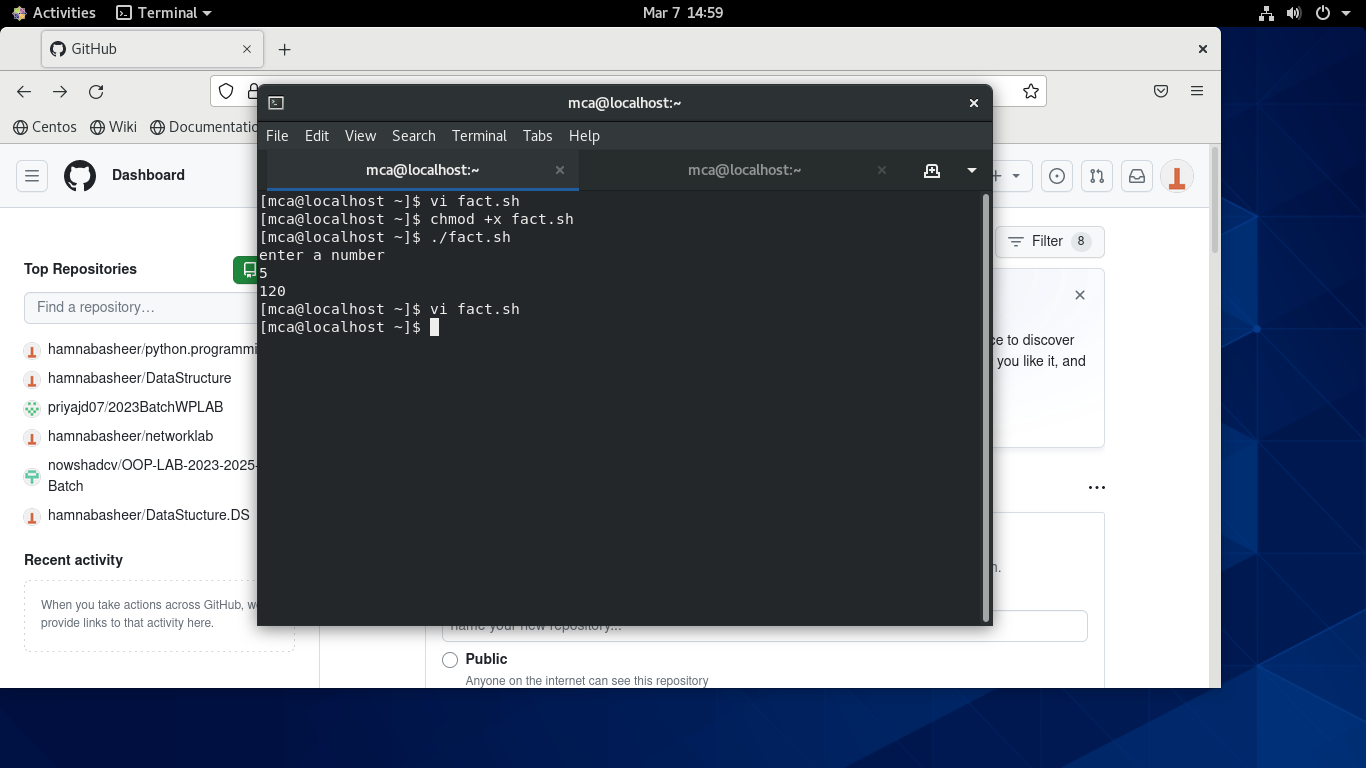 Activities
Terminal
Mar 7 14:59
GitHub
Centos
Wiki
Documentatio
mca@localhost:~
File Edit View Search Terminal Tabs Help
mca@localhost:~
mca@localhost:~
[mca@localhost ~]$ vi fact.sh
[mca@localhost ~]$ chmod +x fact.sh
[mca@localhost ~]$ ./fact.sh
enter a number
5
120
[mca@localhost ~]$ vi fact.sh
[mca@localhost ~]$
Dashboard
Filter 8
Top Repositories
Find a repository…
hamnabasheer/python.programmi
hamnabasheer/DataStructure
priyajd07/2023BatchWPLAB
hamnabasheer/networklab
nowshadcv/OOP-LAB-2023-2025-
Batch
hamnabasheer/DataStucture.DS
Recent activity
When you take actions across GitHub, we
provide links to that activity here.
ce to discover
you like it, and
name your new repository...
Public
Anyone on the internet can see this repository